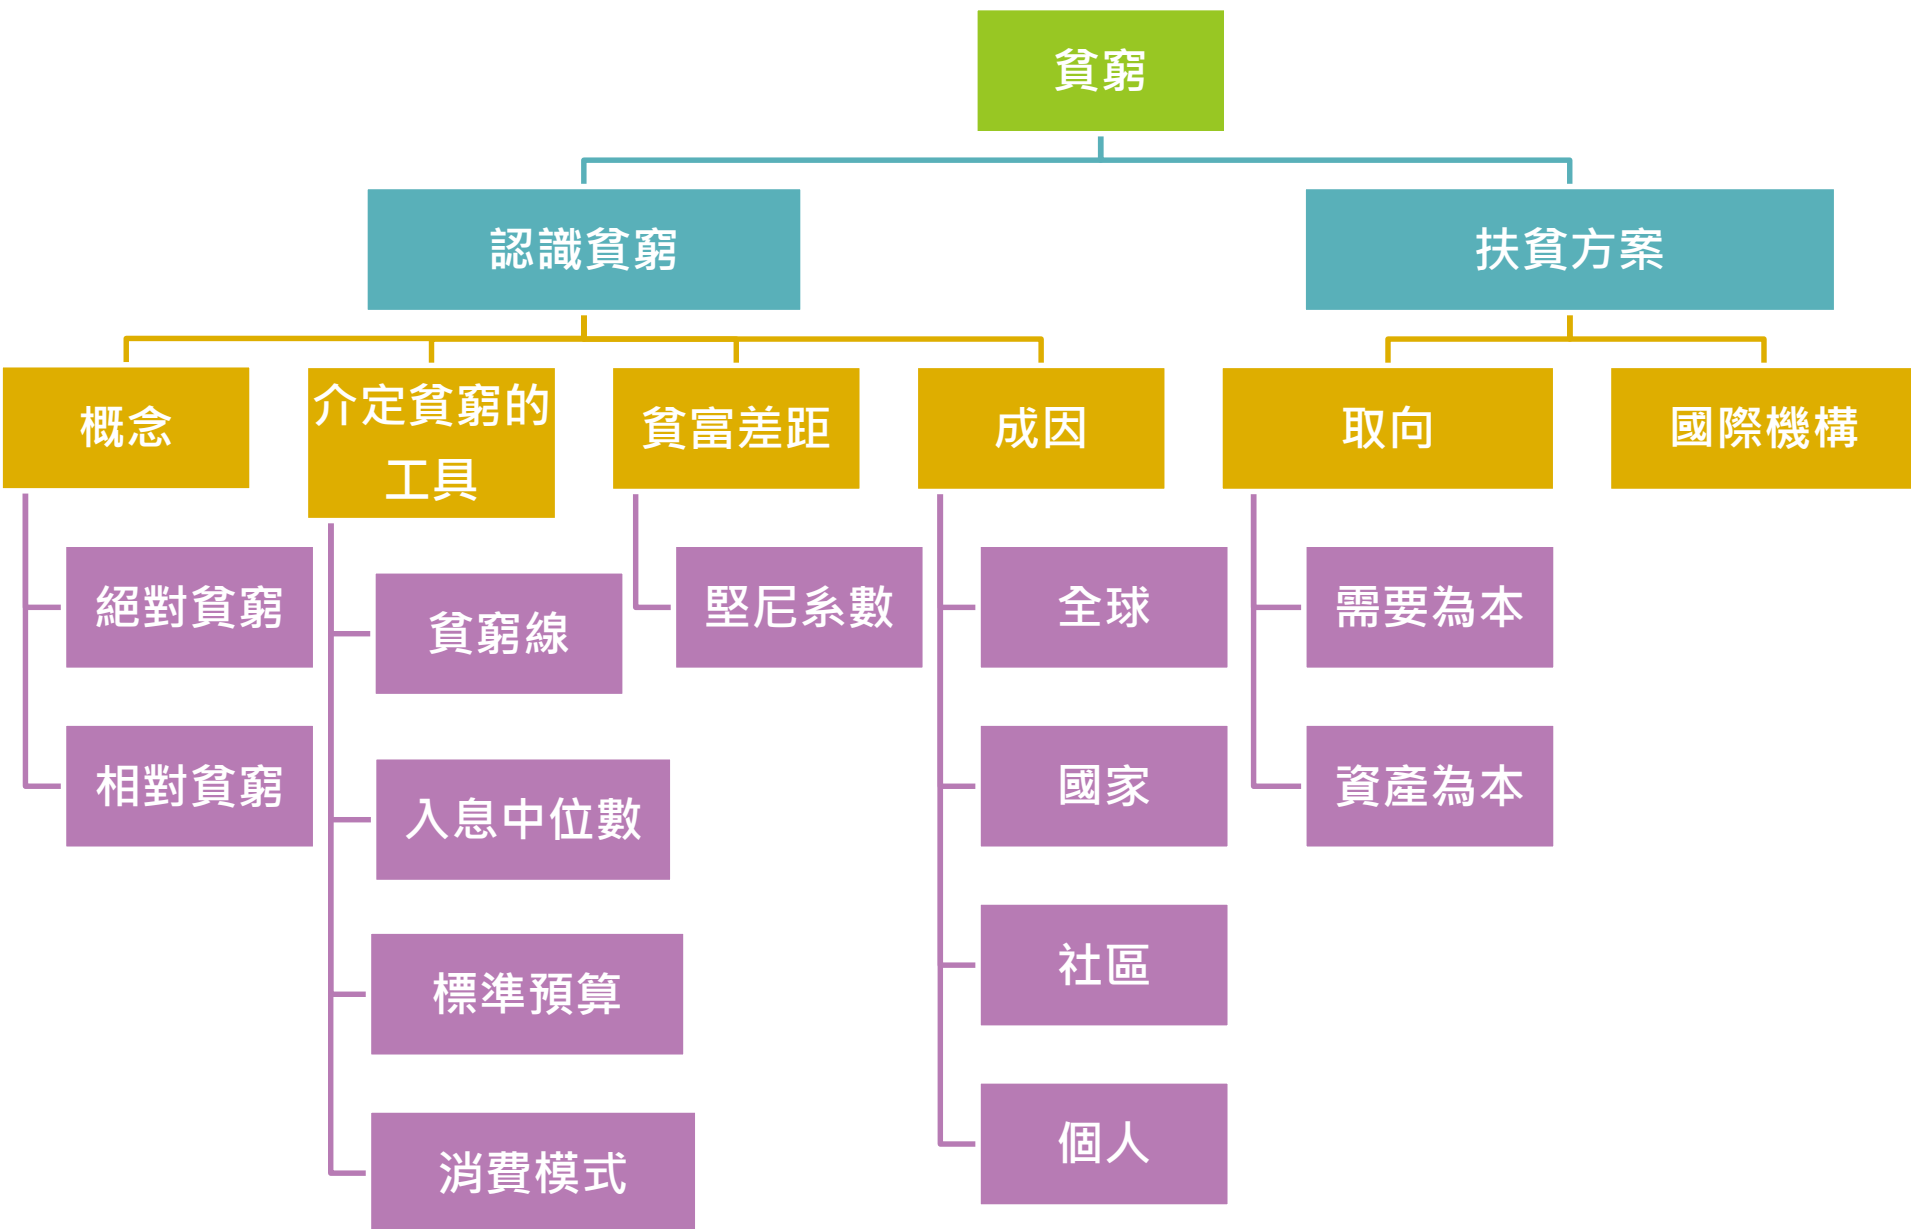 貧窮
認識貧窮
扶貧方案
概念
介定貧窮的
工具
貧富差距
成因
取向
國際機構
絕對貧窮
相對貧窮
貧窮線
入息中位數
標準預算
消費模式
堅尼系數
全球
國家
社區
個人
需要為本
資產為本